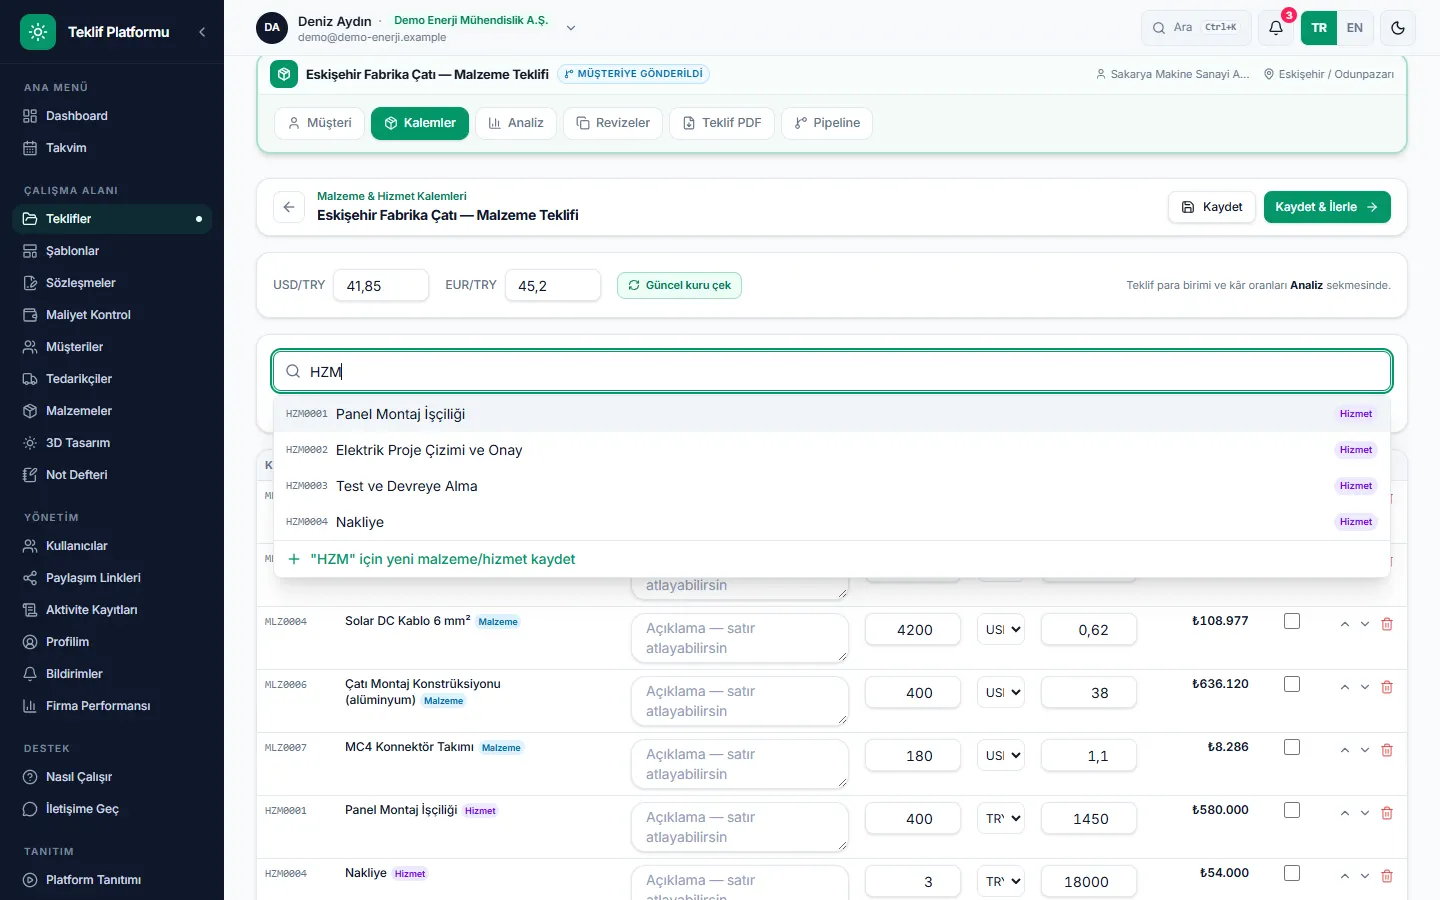 Teklif Platformu
ANA MENÜ
Dashboard
Takvim
ÇALIŞMA ALANI
Teklifler
Şablonlar
Sözleşmeler
Maliyet Kontrol
Müşteriler
Tedarikçiler
Malzemeler
3D Tasarım
Not Defteri
YÖNETİM
Kullanıcılar
Paylaşım Linkleri
Aktivite Kayıtları
Profilim
Bildirimler
Firma Performansı
DESTEK
Nasıl Çalışır
İletişime Geç
TANITIM
Platform Tanıtımı
DA
Deniz Aydın · Demo Enerji Mühendislik A.Ş.
demo@demo-enerji.example
Ara Ctrl+K
3
TR EN
Eskişehir Fabrika Çatı — Malzeme Teklifi MÜŞTERİYE GÖNDERİLDİ
Sakarya Makine Sanayi A... Eskişehir / Odunpazarı
Müşteri Kalemler Analiz Revizeler Teklif PDF Pipeline
Malzeme & Hizmet Kalemleri
Eskişehir Fabrika Çatı — Malzeme Teklifi
Kaydet Kaydet & İlerle
USD/TRY 41,85 EUR/TRY 45,2 Güncel kuru çek
Teklif para birimi ve kâr oranları Analiz sekmesinde.
HZM
HZM0001 Panel Montaj İşçiliği Hizmet
HZM0002 Elektrik Proje Çizimi ve Onay Hizmet
HZM0003 Test ve Devreye Alma Hizmet
HZM0004 Nakliye Hizmet
"HZM" için yeni malzeme/hizmet kaydet
atlayabilirsin
MLZ0004 Solar DC Kablo 6 mm² Malzeme Açıklama — satır atlayabilirsin 4200 0,62 ₺108.977
MLZ0006 Çatı Montaj Konstrüksiyonu (alüminyum) Malzeme Açıklama — satır atlayabilirsin 400 38 ₺636.120
MLZ0007 MC4 Konnektör Takımı Malzeme Açıklama — satır atlayabilirsin 180 1,1 ₺8.286
HZM0001 Panel Montaj İşçiliği Hizmet Açıklama — satır atlayabilirsin 400 1450 ₺580.000
HZM0004 Nakliye Hizmet Açıklama — satır 3 18000 ₺54.000